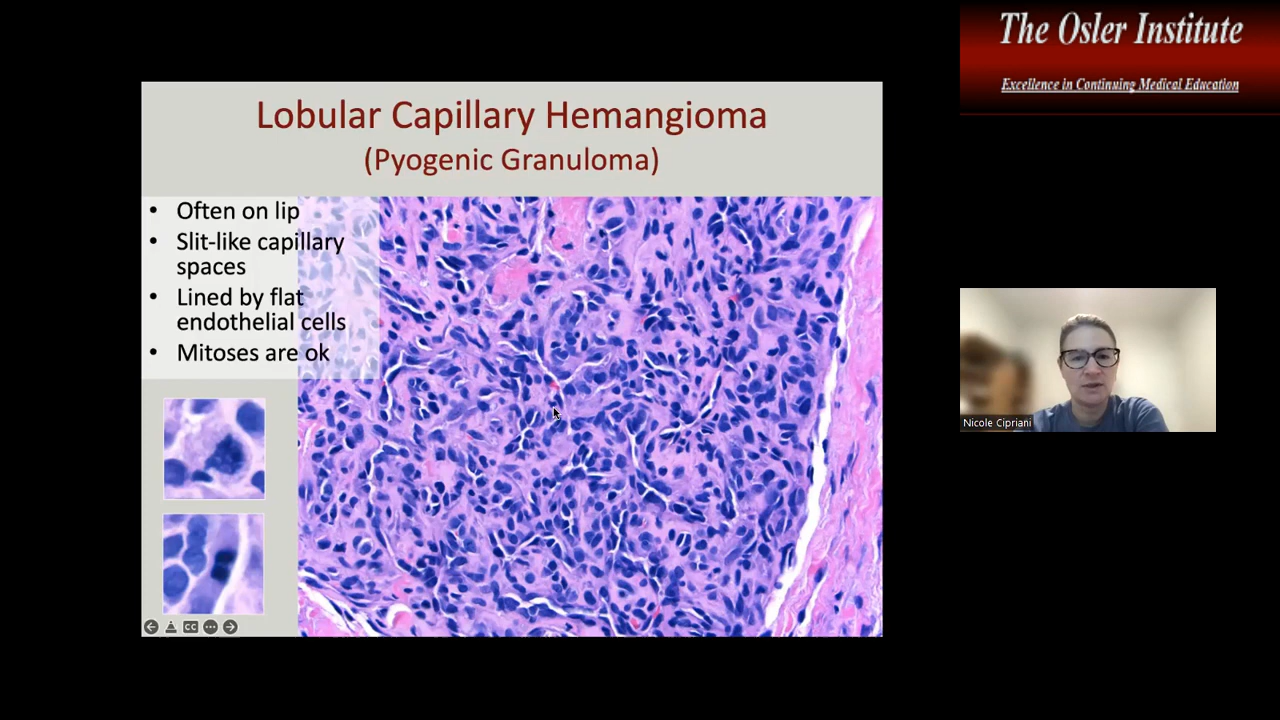 The Osler Institute
Excellence in Continuing Medical Education
Lobular Capillary Hemangioma
(Pyogenic Granuloma)
• Often on lip
• Slit-like capillary
spaces
• Lined by flat
endothelial cells
• Mitoses are ok
CC
Nicole Cipriani